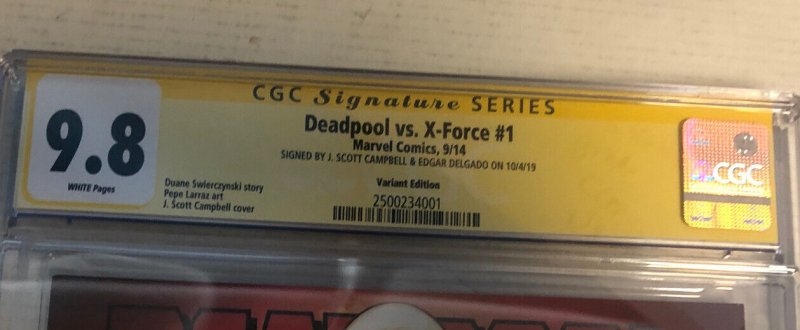 CGC Signature SERIES
9.8
WHITE Pages
Deadpool vs. X-Force #1
Marvel Comics, 9/14
SIGNED BY J. SCOTT CAMPBELL & EDGAR DELGADO ON 10/4/19
Duane Swierczynski story
Pepe Larraz art
J. Scott Campbell cover
Variant Edition
2500234001
CGC